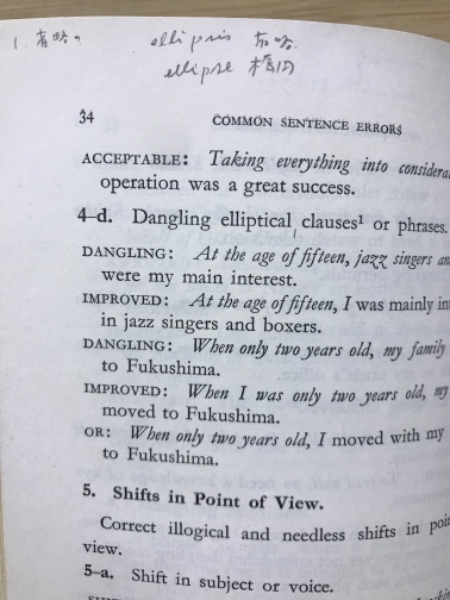 1. 省略の ellipsis 省略.
ellipse 楕円
34 COMMON SENTENCE ERRORS
ACCEPTABLE: Taking everything into considera
operation was a great success.
4–d. Dangling elliptical clauses¹ or phrases.
DANGLING: At the age of fifteen, jazz singers an
were my main interest.
IMPROVED: At the age of fifteen, I was mainly in
in jazz singers and boxers.
DANGLING: When only two years old, my family
to Fukushima.
IMPROVED: When I was only two years old, my
moved to Fukushima.
OR: When only two years old, I moved with my
to Fukushima.
5. Shifts in Point of View.
Correct illogical and needless shifts in poin
view.
5–a. Shift in subject or voice.